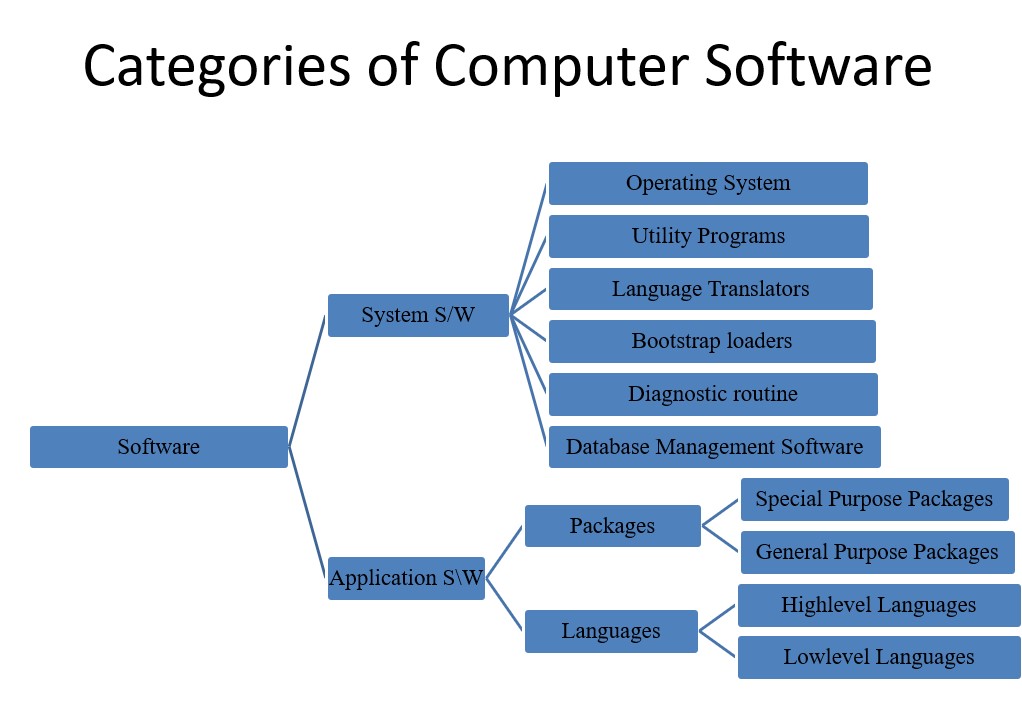 Categories of Computer Software
Operating System
Utility Programs
Language Translators
System S/W
Bootstrap loaders
Diagnostic routine
Software
Database Management Software
Special Purpose Packages
Packages
General Purpose Packages
Application S\W
Highlevel Languages
Languages
Lowlevel Languages